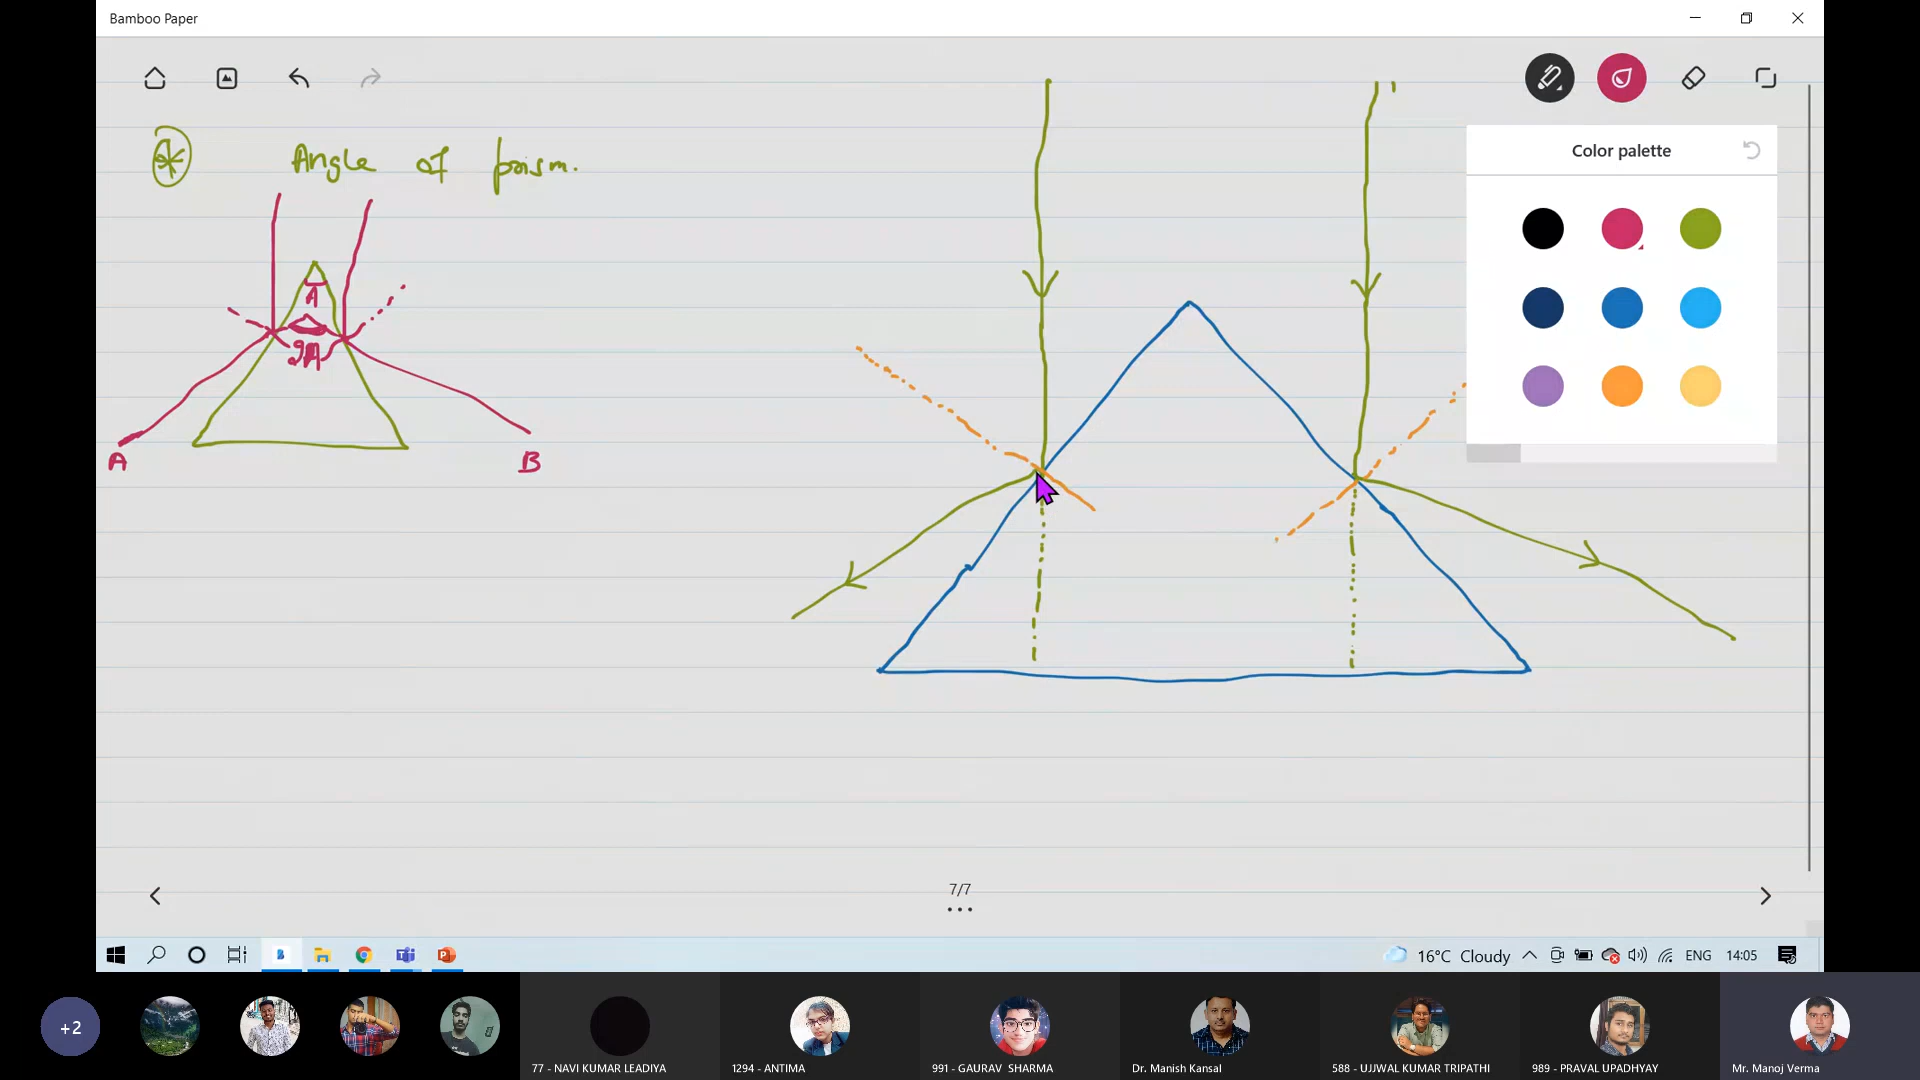 Bamboo Paper
Angle of prism.
Color palette
A
2A
A
B
7/7
16°C Cloudy
ENG
14:05
+2
77 - NAVI KUMAR LEADIYA
1294 - ANTIMA
991 - GAURAV SHARMA
Dr. Manish Kansal
588 - UJJWAL KUMAR TRIPATHI
989 - PRAVAL UPADHYAY
Mr. Manoj Verma